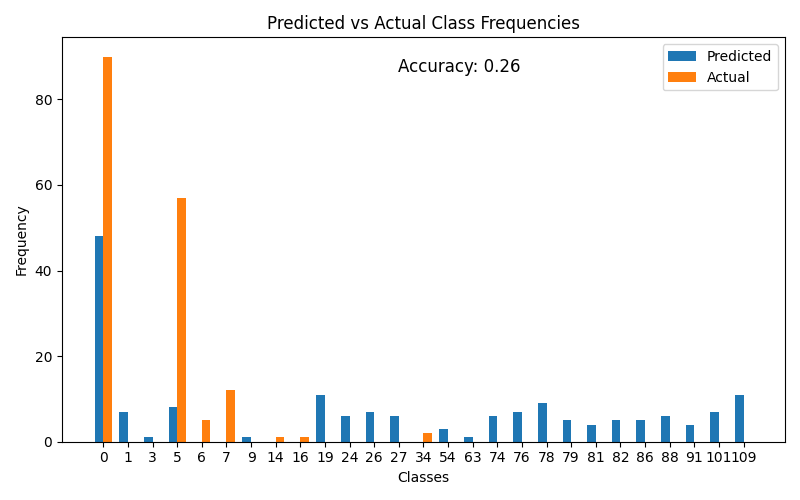 Predicted vs Actual Class Frequencies
Accuracy: 0.26
Predicted
Actual
Frequency
80
60
40
20
0
0 1 3 5 6 7 9 14 16 19 24 26 27 34 54 63 74 76 78 79 81 82 86 88 91 101 109
Classes